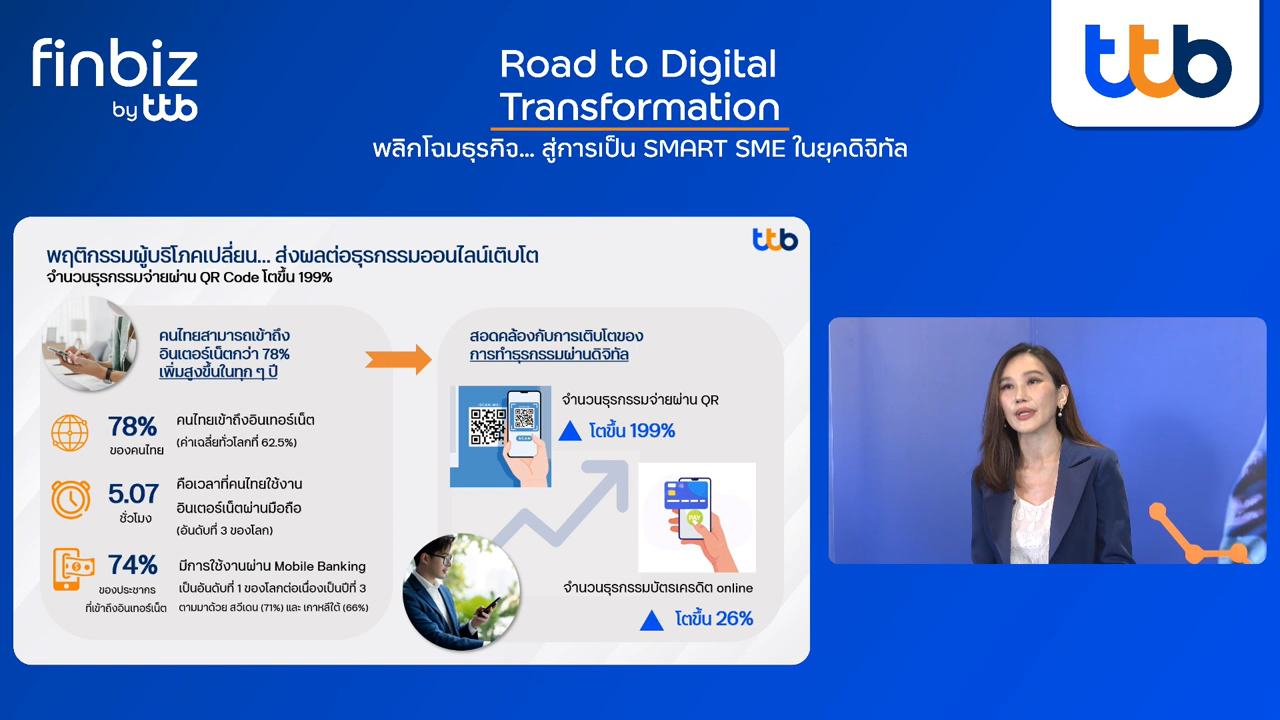 finbiz
by ttb
Road to Digital
Transformation
พลิกโฉมธุรกิจ... สู่การเป็น SMART SME ในยุคดิจิทัล
ttb
ttb
พฤติกรรมผู้บริโภคเปลี่ยน... ส่งผลต่อธุรกรรมออนไลน์เติบโต
จำนวนธุรกรรมจ่ายผ่าน QR Code โตขึ้น 199%
คนไทยสามารถเข้าถึง
อินเตอร์เน็ตกว่า 78%
เพิ่มสูงขึ้นในทุก ๆ ปี
78%
ของคนไทย
คนไทยเข้าถึงอินเทอร์เน็ต
(ค่าเฉลี่ยทั่วโลกที่ 62.5%)
5.07
ชั่วโมง
คือเวลาที่คนไทยใช้งาน
อินเตอร์เน็ตผ่านมือถือ
(อันดับที่ 3 ของโลก)
74%
ของประชากร
ที่เข้าถึงอินเทอร์เน็ต
มีการใช้งานผ่าน Mobile Banking
เป็นอันดับที่ 1 ของโลกต่อเนื่องเป็นปีที่ 3
ตามมาด้วย สวีเดน (71%) และ เกาหลีใต้ (66%)
สอดคล้องกับการเติบโตของ
การทำธุรกรรมผ่านดิจิทัล
SCAN ME
SCAN
จำนวนธุรกรรมจ่ายผ่าน QR
โตขึ้น 199%
PAY
จำนวนธุรกรรมบัตรเครดิต online
โตขึ้น 26%